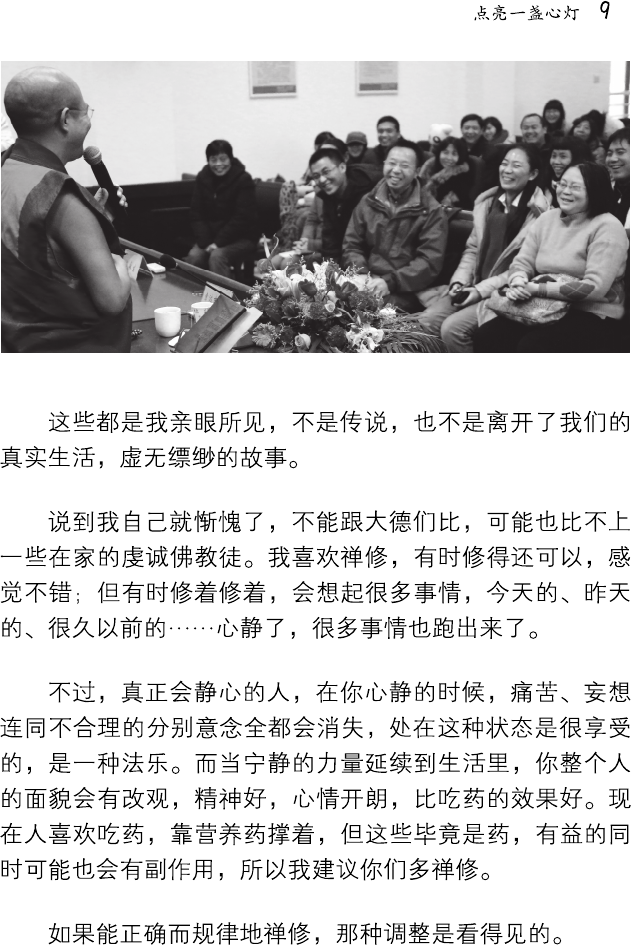 点亮一盏心灯 9
这些都是我亲眼所见，不是传说，也不是离开了我们的
真实生活，虚无缥缈的故事。
说到我自己就惭愧了，不能跟大德们比，可能也比不上
一些在家的虔诚佛教徒。我喜欢禅修，有时修得还可以，感
觉不错；但有时修着修着，会想起很多事情，今天的、昨天
的、很久以前的……心静了，很多事情也跑出来了。
不过，真正会静心的人，在你心静的时候，痛苦、妄想
连同不合理的分别意念全都会消失，处在这种状态是很享受
的，是一种法乐。而当宁静的力量延续到生活里，你整个人
的面貌会有改观，精神好，心情开朗，比吃药的效果好。现
在人喜欢吃药，靠营养药撑着，但这些毕竟是药，有益的同
时可能也会有副作用，所以我建议你们多禅修。
如果能正确而规律地禅修，那种调整是看得见的。